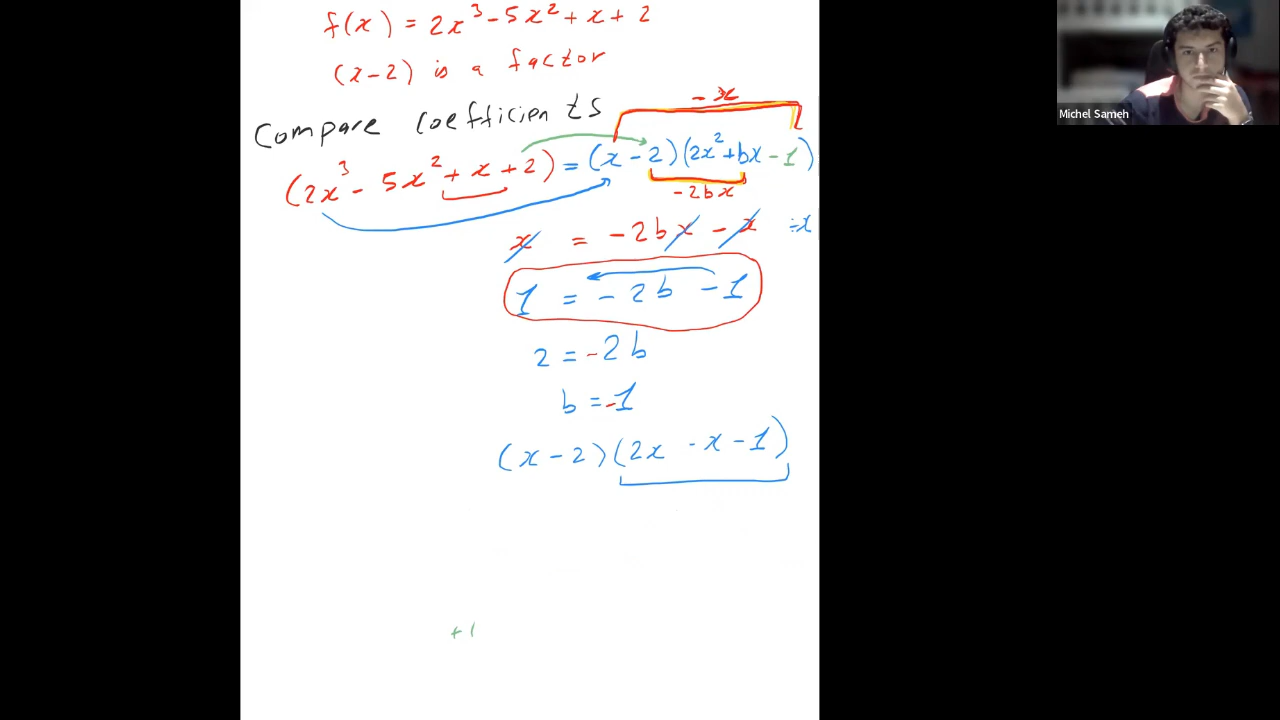 f(x) = 2x³-5x²+x+2
(x-2) is a factor
Compare coefficients
-x
(2x³- 5x²+x+2) = (x-2)(2x²+bx-1)
-2bx
x = -2bx -x =x
1 = -2b -1
2 = -2b
b = -1
(x-2)(2x -x-1)
+1
Michel Sameh